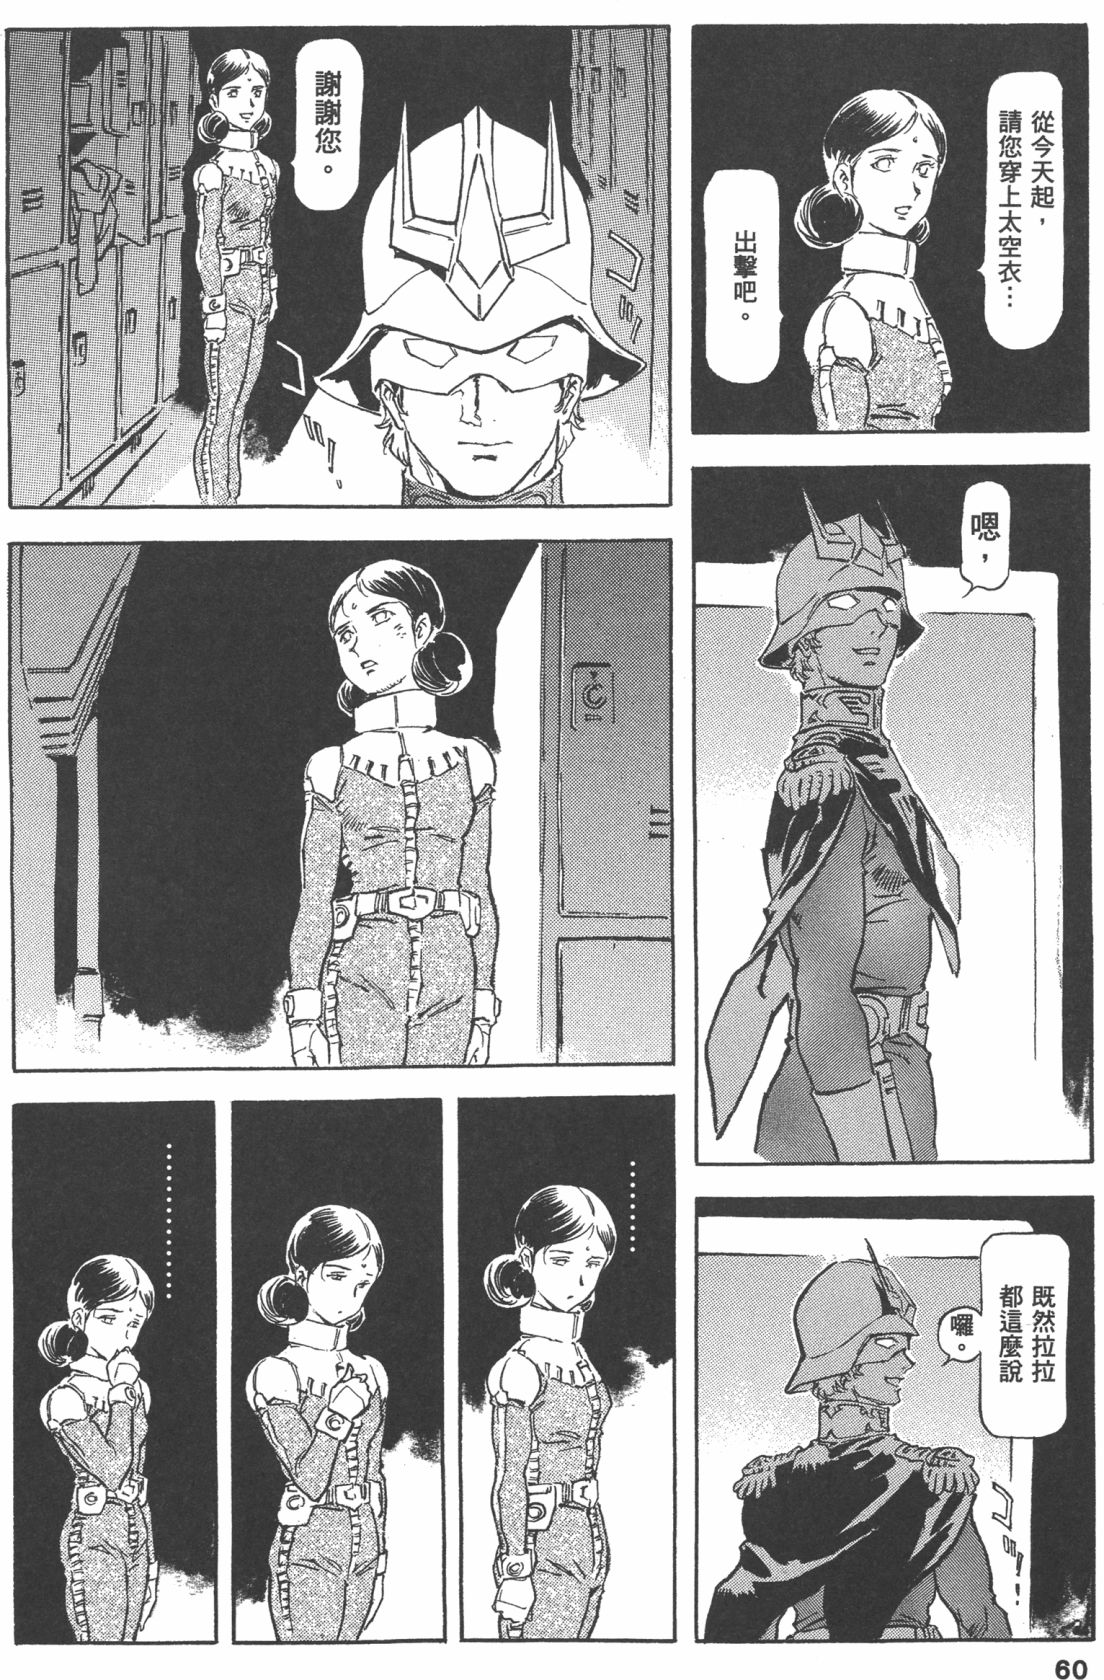 從今天起，
請您穿上太空衣…
出擊吧。
嗯，
既然拉拉
都這麼說
囉。
謝謝您。
………
…………
60